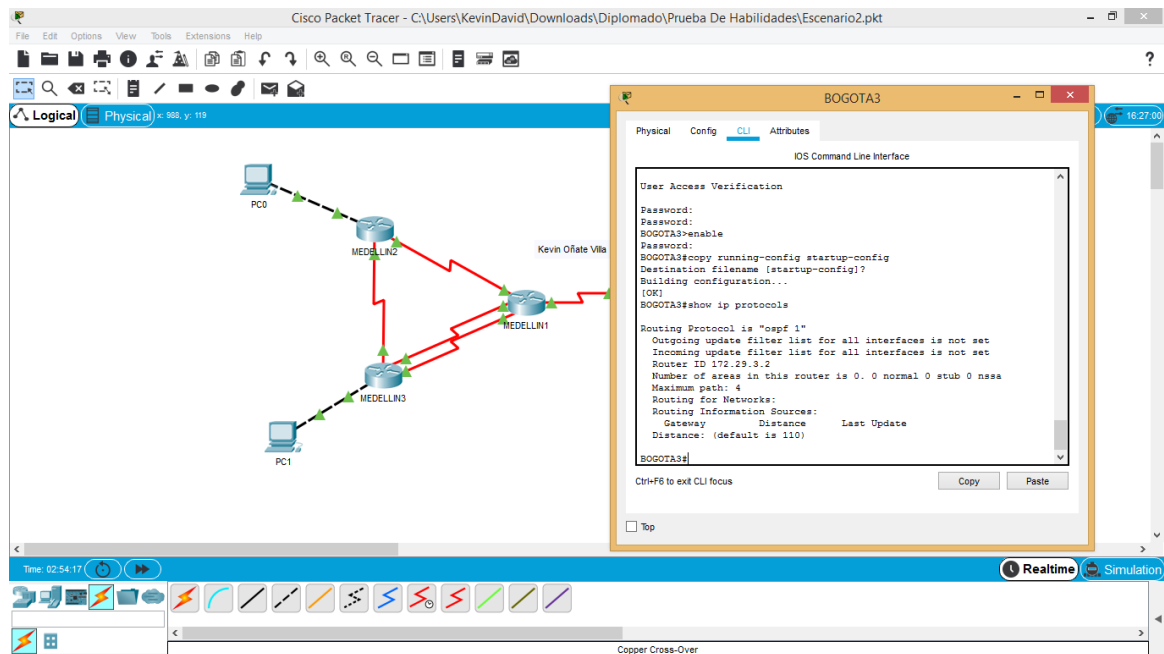 Cisco Packet Tracer - C:\Users\KevinDavid\Downloads\Diplomado\Prueba De Habilidades\Escenario2.pkt
File Edit Options View Tools Extensions Help
?
Logical Physical x: 988, y: 119
16:27:00
PC0
MEDELLIN2
Kevin Oñate Villa
MEDELLIN1
MEDELLIN3
PC1
BOGOTA3
Physical Config CLI Attributes
IOS Command Line Interface
User Access Verification
Password:
Password:
BOGOTA3>enable
Password:
BOGOTA3#copy running-config startup-config
Destination filename [startup-config]?
Building configuration...
[OK]
BOGOTA3#show ip protocols
Routing Protocol is "ospf 1"
Outgoing update filter list for all interfaces is not set
Incoming update filter list for all interfaces is not set
Router ID 172.29.3.2
Number of areas in this router is 0. 0 normal 0 stub 0 nssa
Maximum path: 4
Routing for Networks:
Routing Information Sources:
Gateway Distance Last Update
Distance: (default is 110)
BOGOTA3#
Ctrl+F6 to exit CLI focus
Copy Paste
Top
Time: 02:54:17
Realtime Simulation
Copper Cross-Over